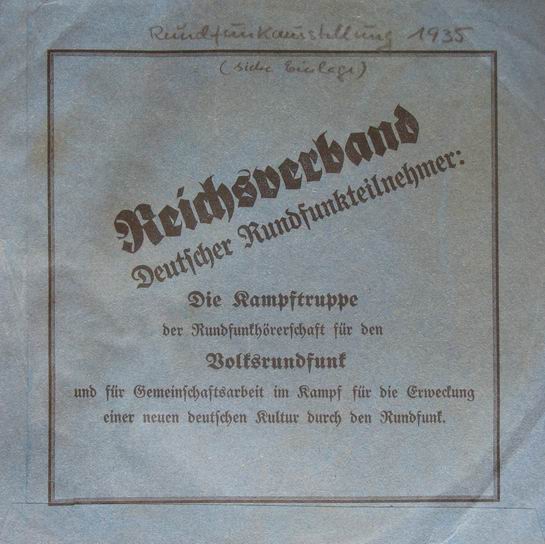 Rundfunkausstellung 1935
(siehe Einlage)
Reichsverband
Deutscher Rundfunkteilnehmer:
Die Kampftruppe
der Rundfunkhörerschaft für den
Volksrundfunk
und für Gemeinschaftsarbeit im Kampf für die Erweckung
einer neuen deutschen Kultur durch den Rundfunk.